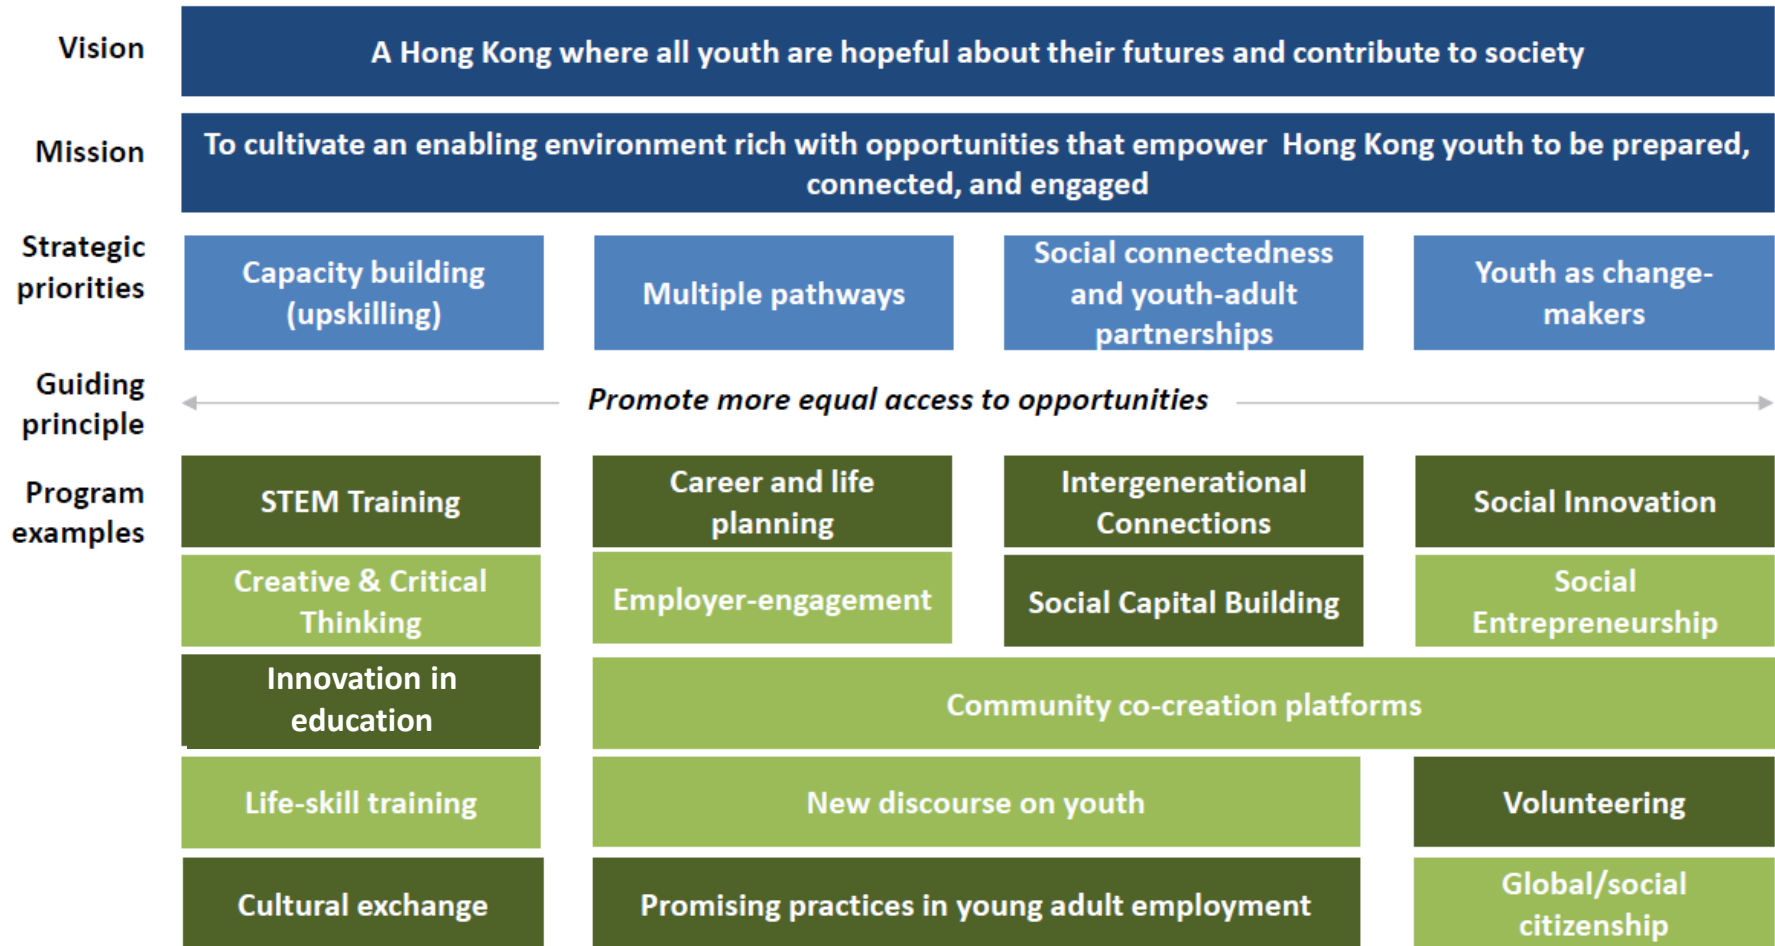 Vision
A Hong Kong where all youth are hopeful about their futures and contribute to society
Mission
To cultivate an enabling environment rich with opportunities that empower  Hong Kong youth to be prepared,
connected, and engaged
Strategic
priorities
Capacity building
(upskilling)
Multiple pathways
Social connectedness
and youth-adult
partnerships
Youth as change-
makers
Guiding
principle
Promote more equal access to opportunities
Program
examples
STEM Training
Career and life
planning
Intergenerational
Connections
Social Innovation
Creative & Critical
Thinking
Employer-engagement
Social Capital Building
Social
Entrepreneurship
Innovation in
education
Community co-creation platforms
Life-skill training
New discourse on youth
Volunteering
Cultural exchange
Promising practices in young adult employment
Global/social
citizenship